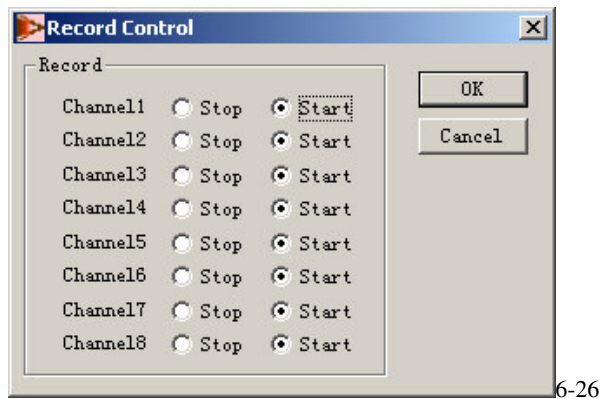 Record Control
Record
OK
Channel1 Stop Start
Cancel
Channel2 Stop Start
Channel3 Stop Start
Channel4 Stop Start
Channel5 Stop Start
Channel6 Stop Start
Channel7 Stop Start
Channel8 Stop Start
6-26